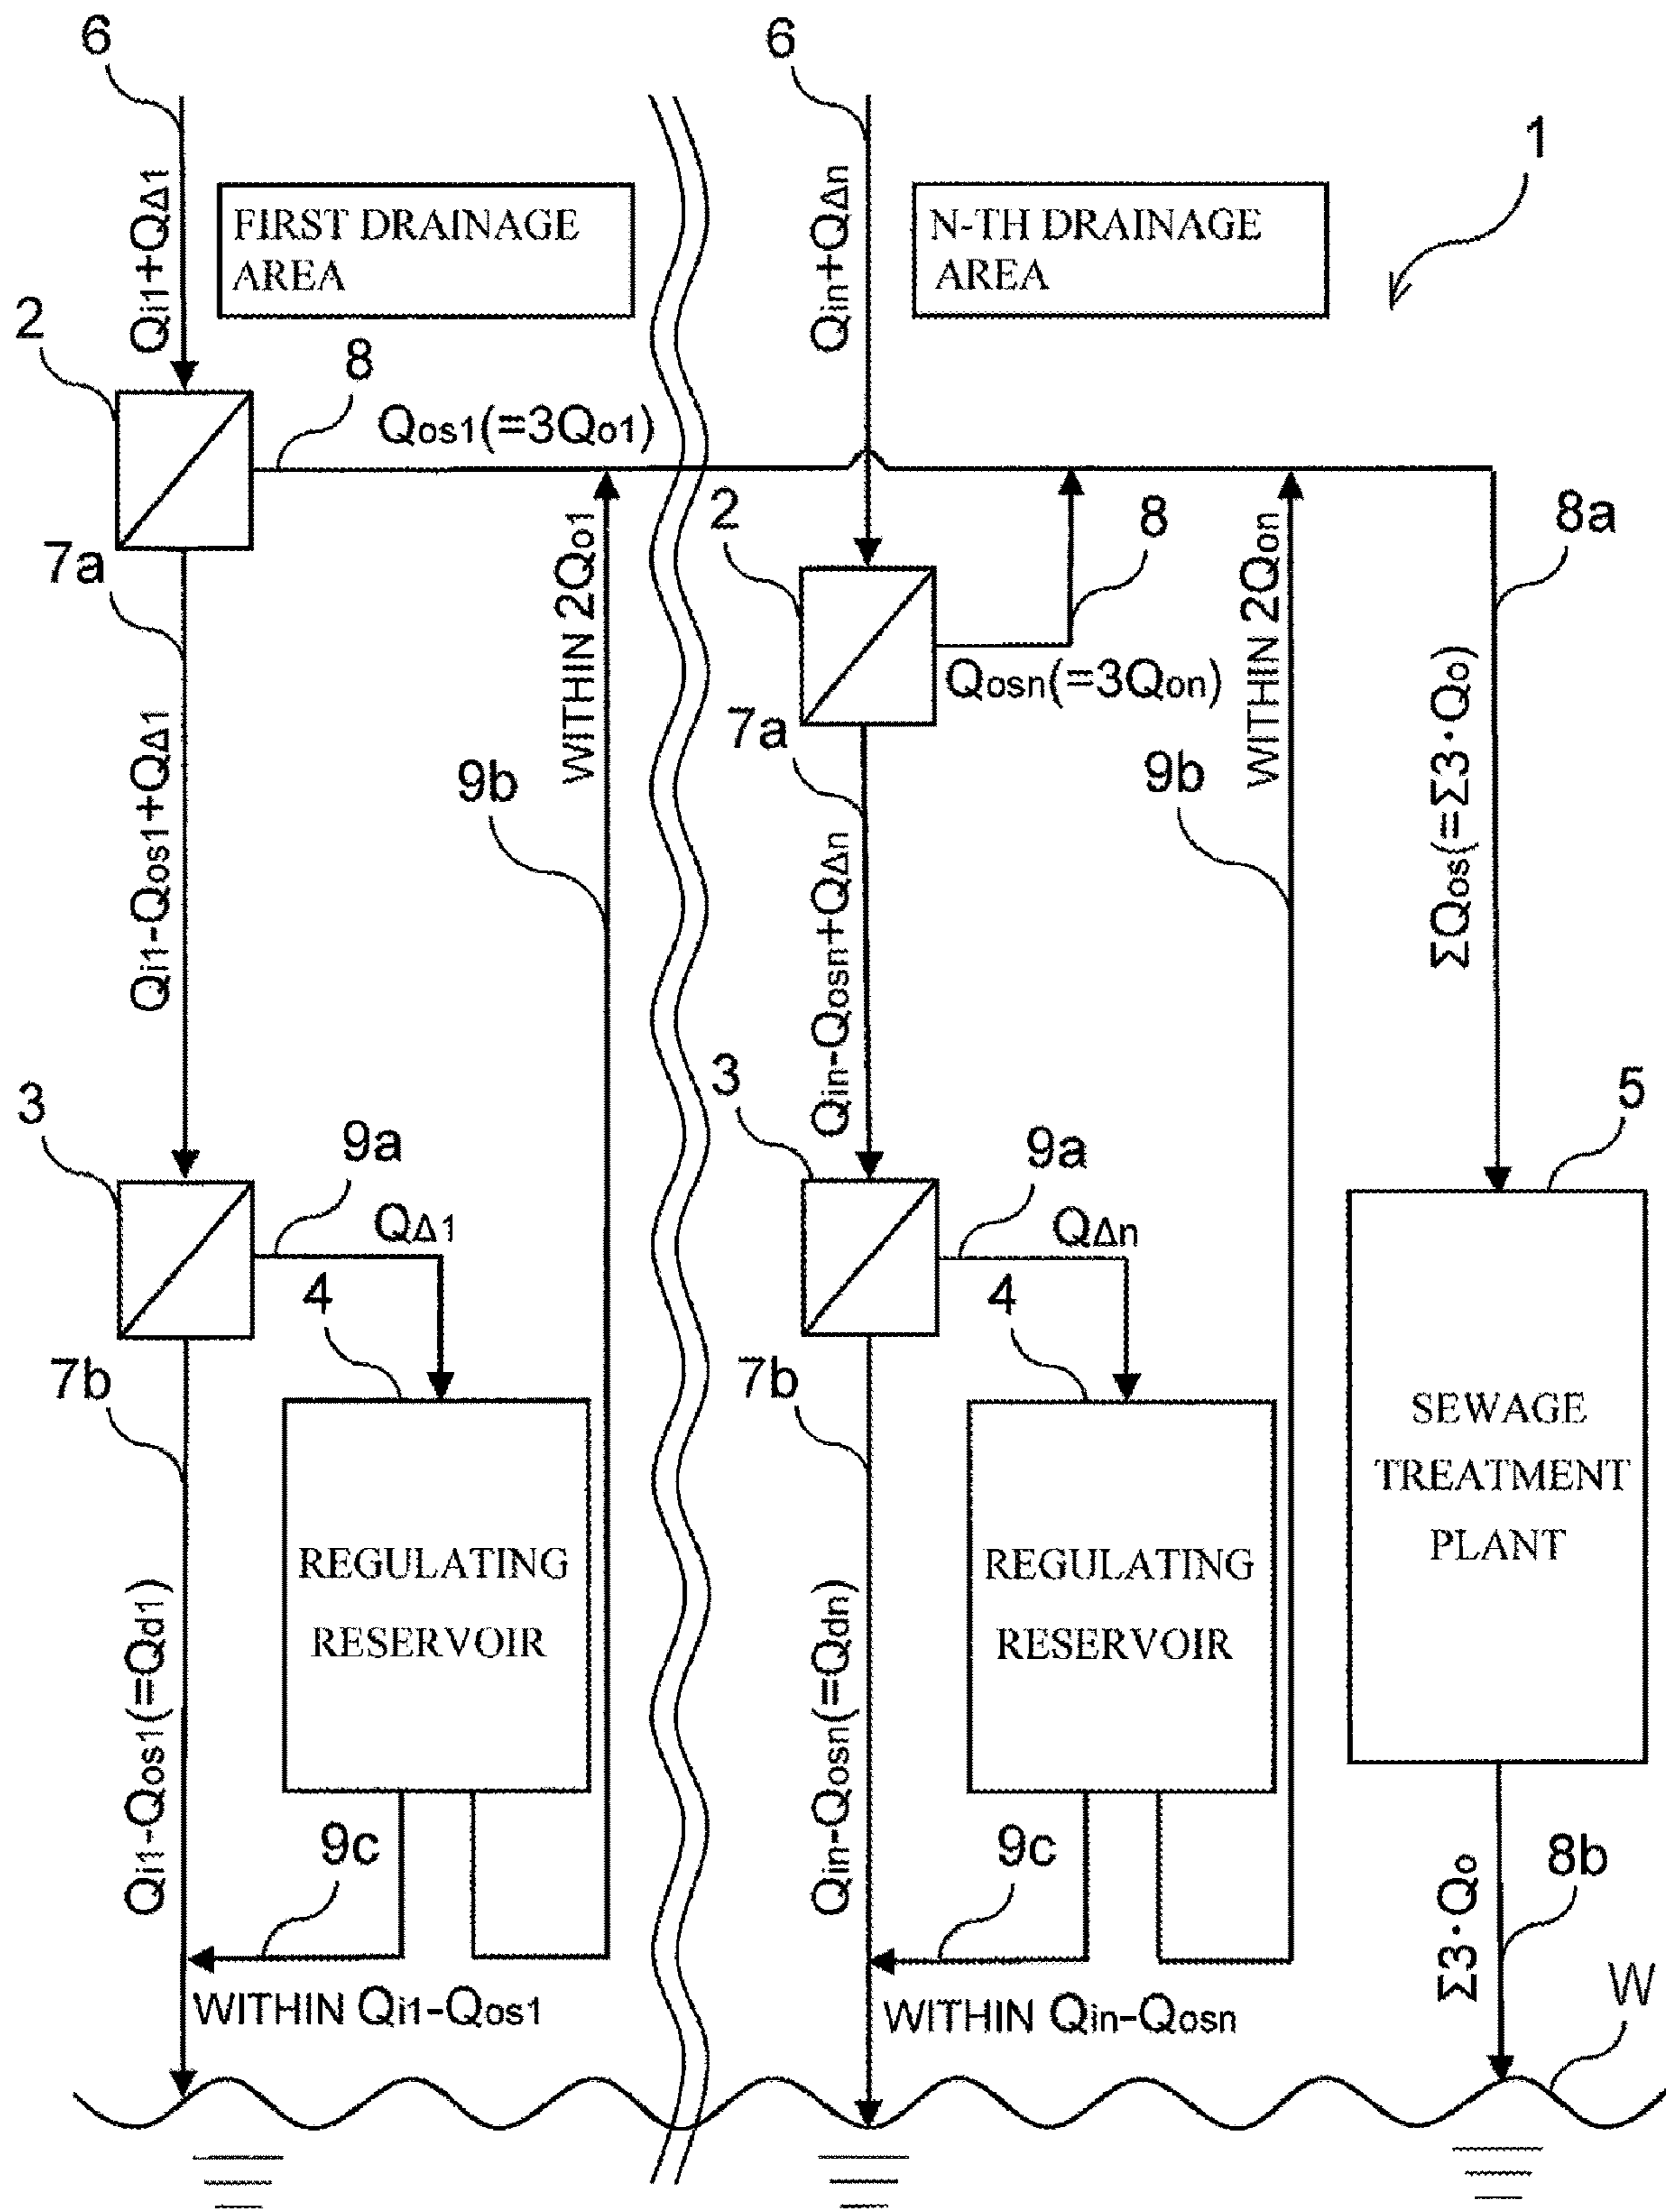 6
6
1
Qi1+QΔ1
FIRST DRAINAGE
AREA
Qin+QΔn
N-TH DRAINAGE
AREA
2
8
Qos1(=3Qo1)
7a
WITHIN 2Qo1
2
8
Qosn(=3Qon)
7a
WITHIN 2Qon
8a
Qi1-Qos1+QΔ1
9b
Qin-Qosn+QΔn
9b
ΣQos(=Σ3·Qo)
3
9a
QΔ1
4
3
9a
QΔn
4
5
7b
REGULATING
RESERVOIR
7b
REGULATING
RESERVOIR
SEWAGE
TREATMENT
PLANT
Qi1-Qos1(=Qd1)
9c
WITHIN Qi1-Qos1
Qin-Qosn(=Qdn)
9c
WITHIN Qin-Qosn
Σ3·Qo
8b
W